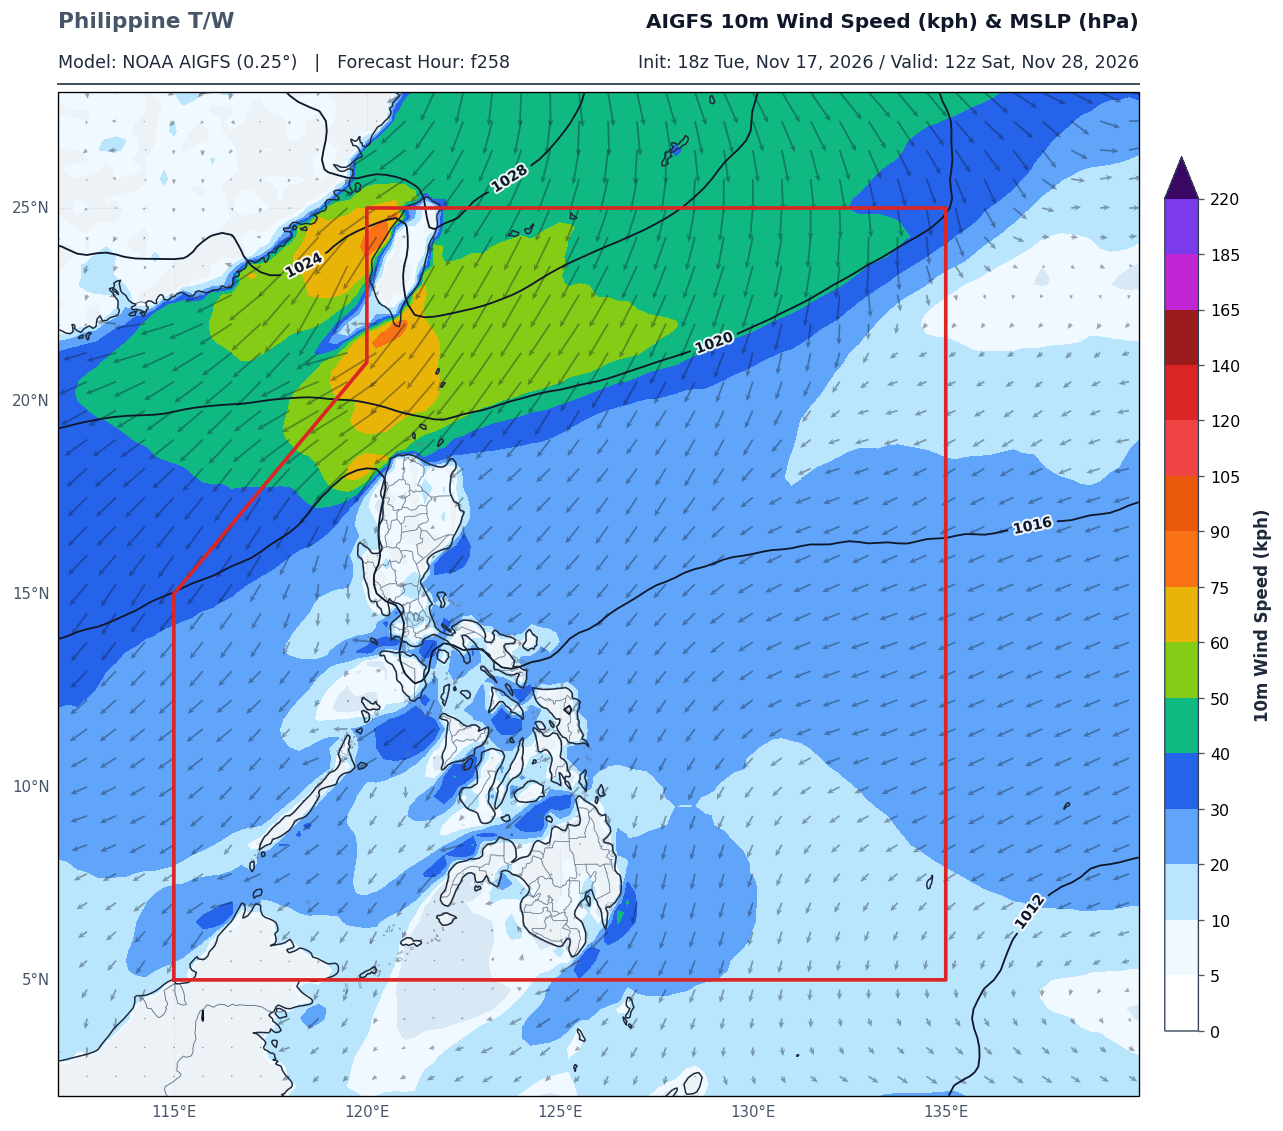 Philippine T/W
AIGFS 10m Wind Speed (kph) & MSLP (hPa)
Model: NOAA AIGFS (0.25°) | Forecast Hour: f258
Init: 18z Tue, Nov 17, 2026 / Valid: 12z Sat, Nov 28, 2026
25°N
20°N
15°N
10°N
5°N
115°E
120°E
125°E
130°E
135°E
1028
1024
1020
1016
1012
220
185
165
140
120
105
90
75
60
50
40
30
20
10
5
0
10m Wind Speed (kph)